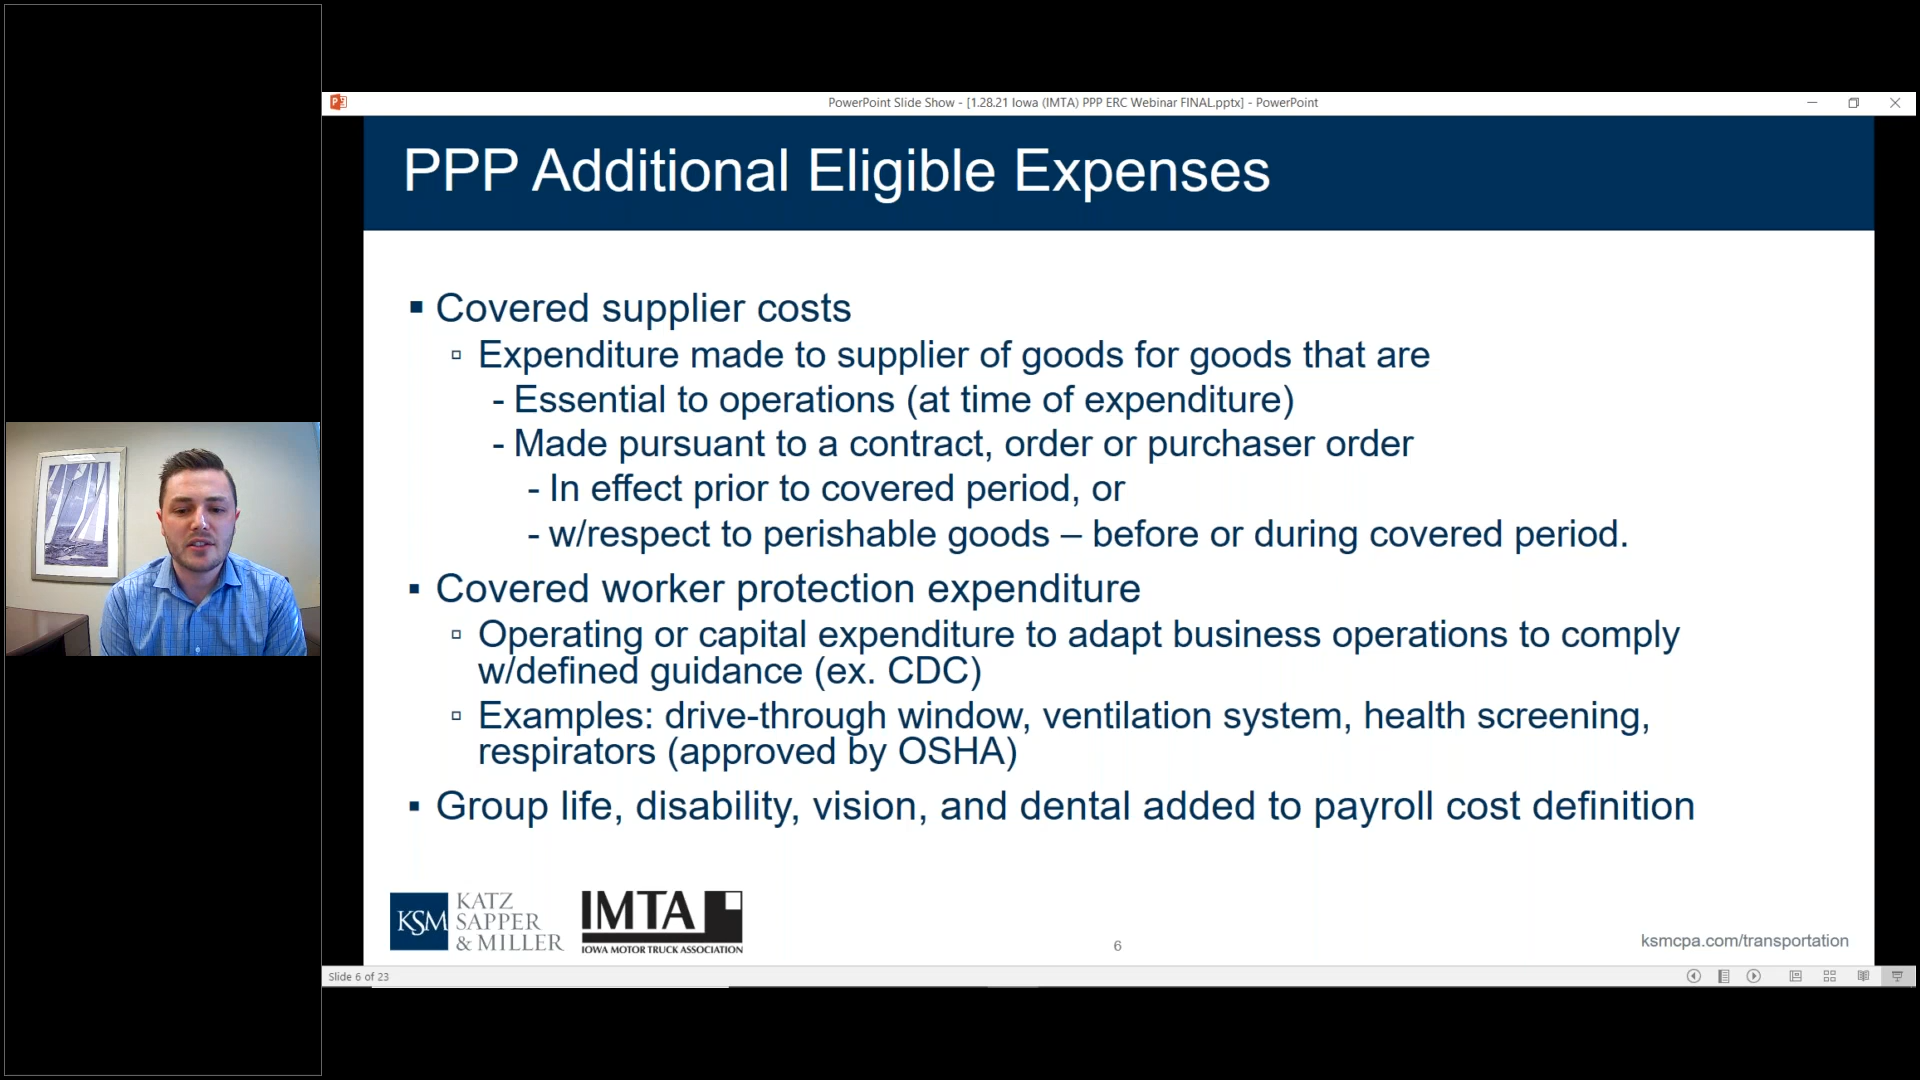 PowerPoint Slide Show - [1.28.21 Iowa (IMTA) PPP ERC Webinar FINAL.pptx] - PowerPoint
PPP Additional Eligible Expenses
▪ Covered supplier costs
▫ Expenditure made to supplier of goods for goods that are
- Essential to operations (at time of expenditure)
- Made pursuant to a contract, order or purchaser order
- In effect prior to covered period, or
- w/respect to perishable goods – before or during covered period.
▪ Covered worker protection expenditure
▫ Operating or capital expenditure to adapt business operations to comply
w/defined guidance (ex. CDC)
▫ Examples: drive-through window, ventilation system, health screening,
respirators (approved by OSHA)
▪ Group life, disability, vision, and dental added to payroll cost definition
KSM
KATZ
SAPPER
& MILLER
IMTA
IOWA MOTOR TRUCK ASSOCIATION
6
ksmcpa.com/transportation
Slide 6 of 23